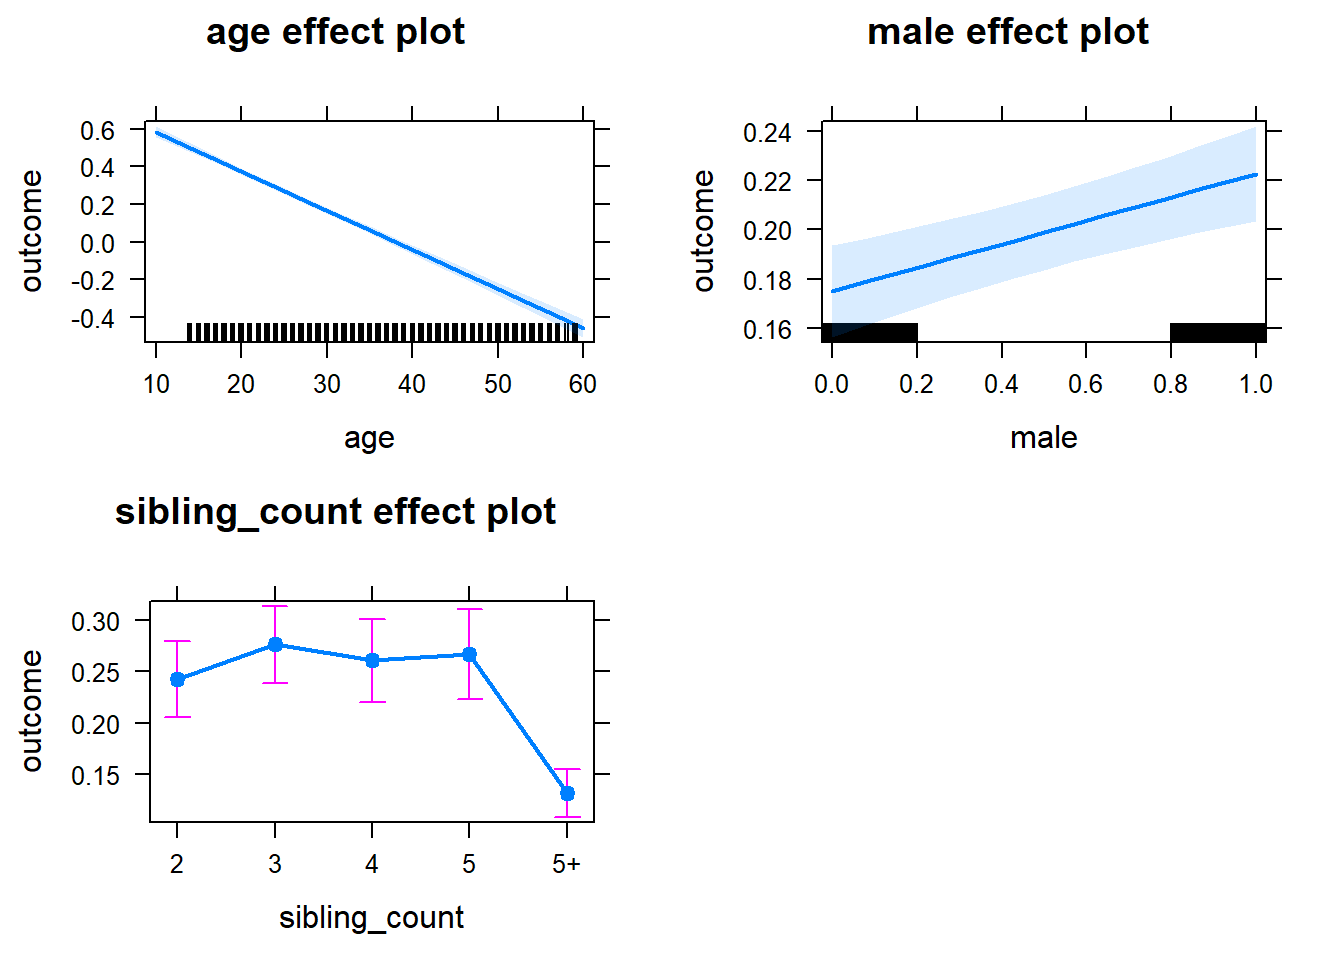 age effect plot
outcome
0.6
0.4
0.2
0.0
-0.2
-0.4
10 20 30 40 50 60
age
male effect plot
outcome
0.24
0.22
0.20
0.18
0.16
0.0 0.2 0.4 0.6 0.8 1.0
male
sibling_count effect plot
outcome
0.30
0.25
0.20
0.15
2 3 4 5 5+
sibling_count